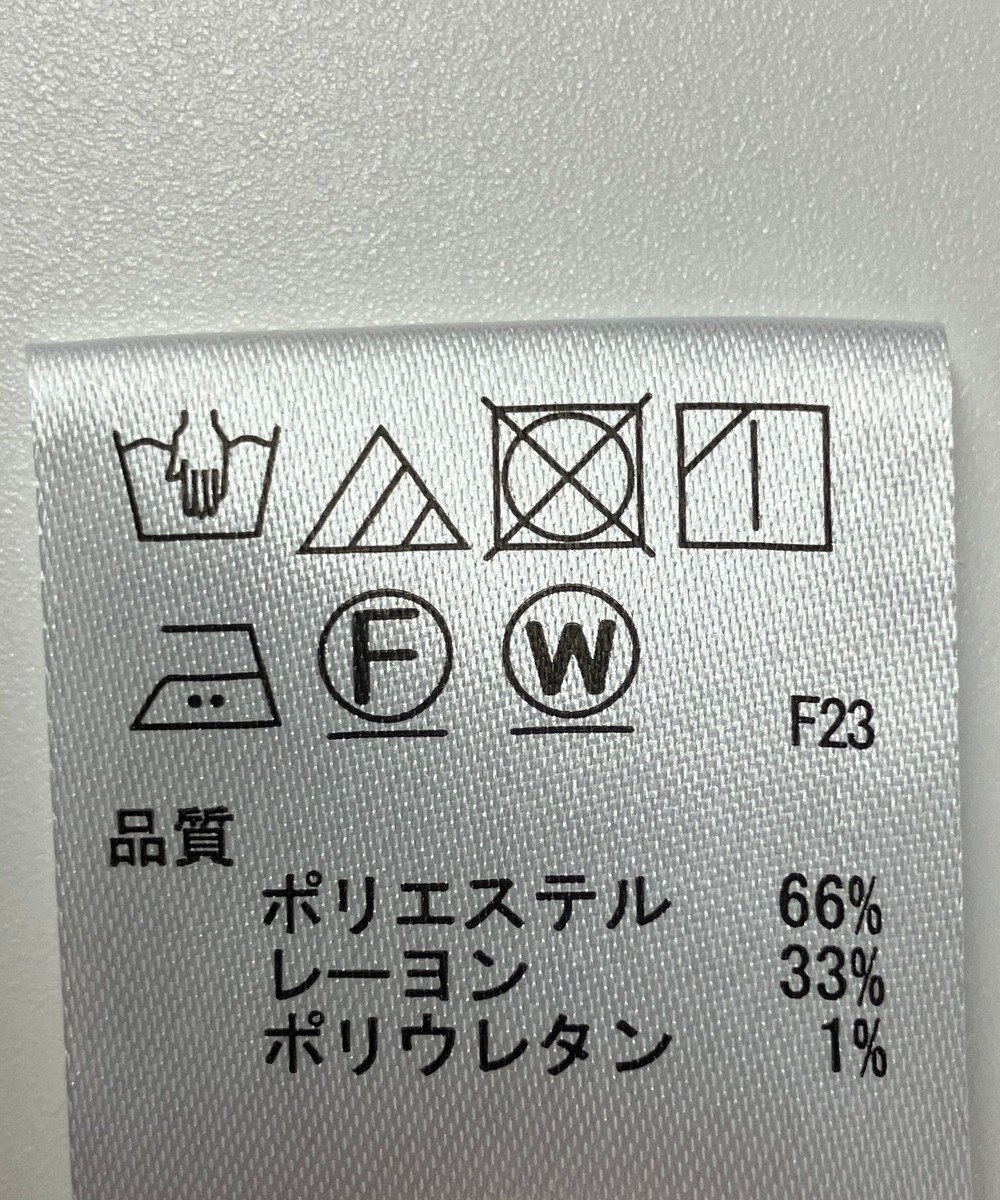 F W F23
品質
ポリエステル 66%
レーヨン 33%
ポリウレタン 1%